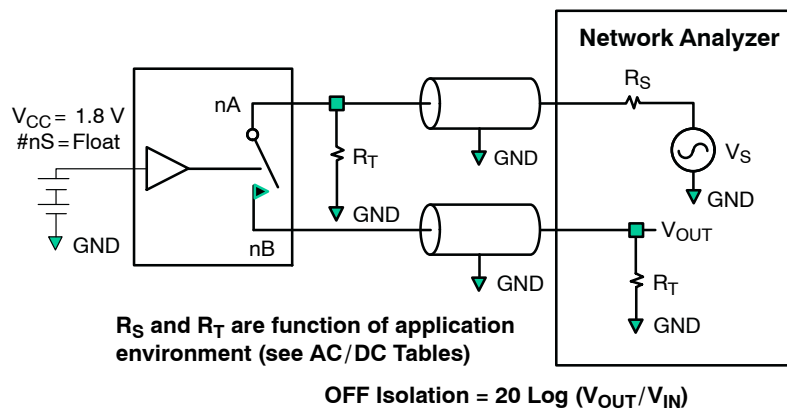 Network Analyzer
R_S
nA
V_CC = 1.8 V
#nS = Float
R_T
GND
V_S
GND
GND
GND
nB
V_OUT
GND
R_T
GND
R_S and R_T are function of application
environment (see AC/DC Tables)
OFF Isolation = 20 Log (V_OUT/V_IN)